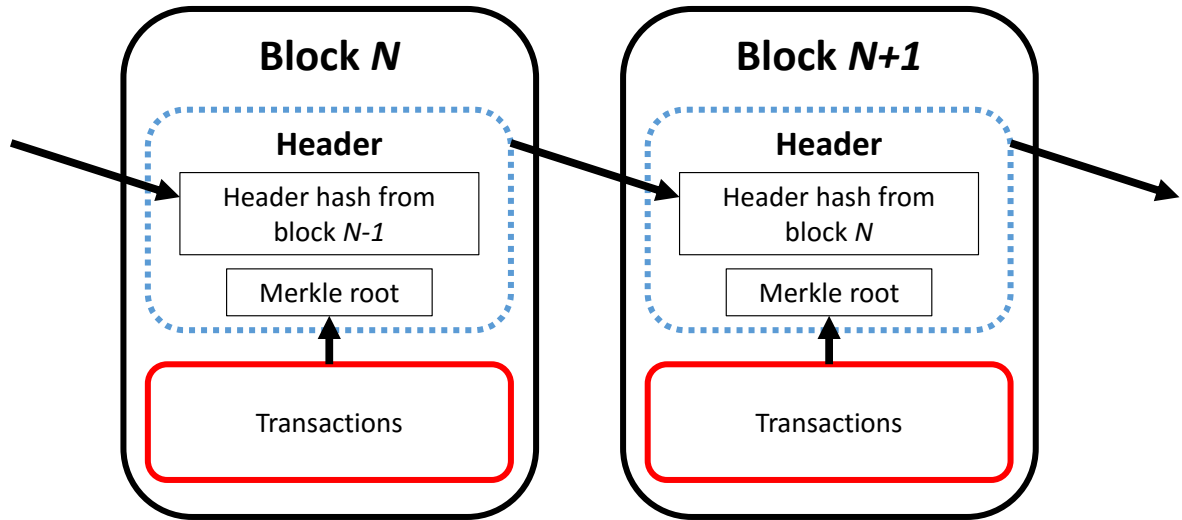 Block N
Header
Header hash from
block N-1
Merkle root
Transactions
Block N+1
Header
Header hash from
block N
Merkle root
Transactions